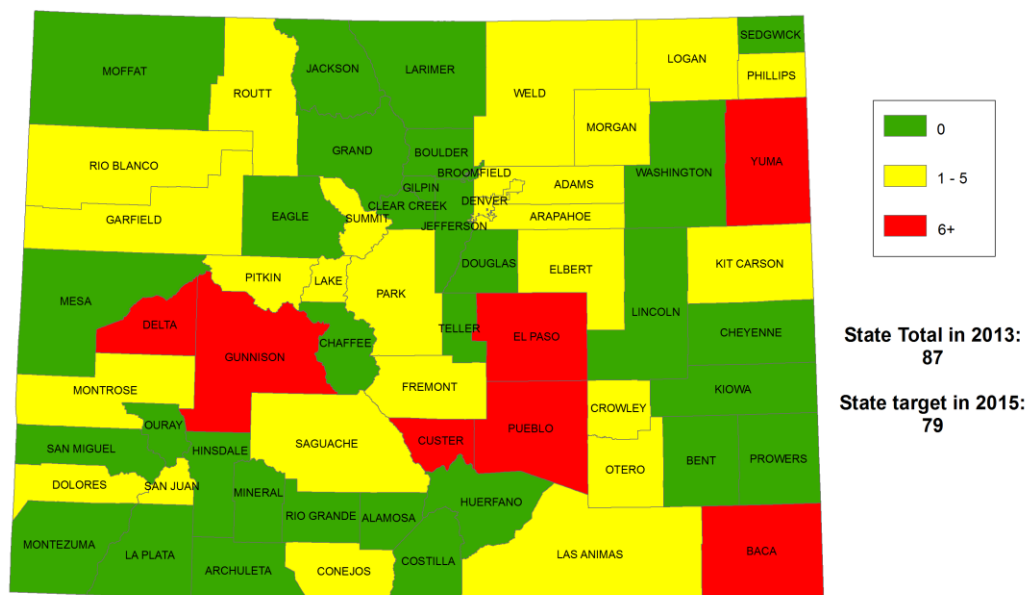 SEDGWICK
LOGAN
MOFFAT
JACKSON
LARIMER
PHILLIPS
ROUTT
WELD
MORGAN
GRAND
BOULDER
RIO BLANCO
YUMA
BROOMFIELD
WASHINGTON
GILPIN
ADAMS
CLEAR CREEK
DENVER
GARFIELD
EAGLE
SUMMIT
ARAPAHOE
JEFFERSON
DOUGLAS
ELBERT
KIT CARSON
PITKIN
LAKE
PARK
MESA
LINCOLN
DELTA
TELLER
CHEYENNE
EL PASO
CHAFFEE
GUNNISON
FREMONT
KIOWA
MONTROSE
CROWLEY
OURAY
PUEBLO
CUSTER
SAGUACHE
SAN MIGUEL
HINSDALE
BENT
PROWERS
OTERO
DOLORES
SAN JUAN
MINERAL
HUERFANO
RIO GRANDE
ALAMOSA
MONTEZUMA
LA PLATA
LAS ANIMAS
BACA
COSTILLA
ARCHULETA
CONEJOS
0
1 - 5
6+
State Total in 2013:
87
State target in 2015:
79